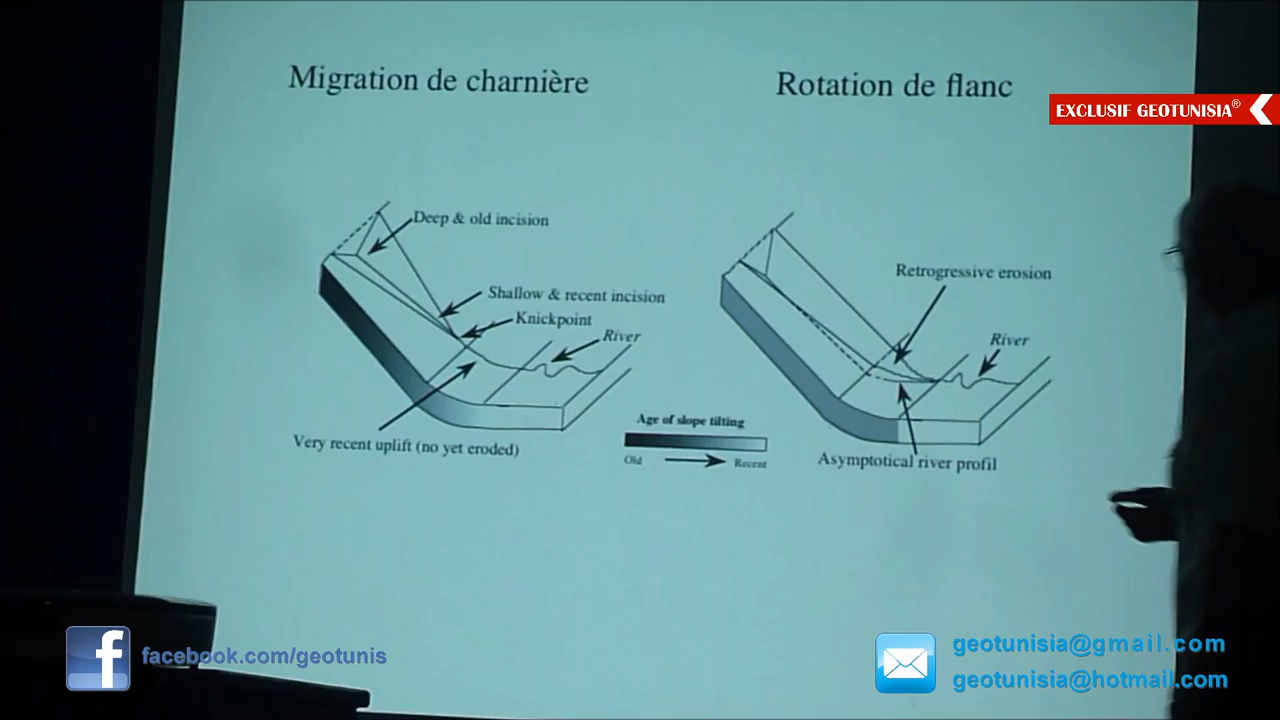 Migration de charnière
Rotation de flanc
EXCLUSIF GEOTUNISIA®
Deep & old incision
Shallow & recent incision
Knickpoint
River
Very recent uplift (no yet eroded)
Age of slope tilting
Old
Recent
Retrogressive erosion
River
Asymptotical river profil
facebook.com/geotunis
geotunisia@gmail.com
geotunisia@hotmail.com